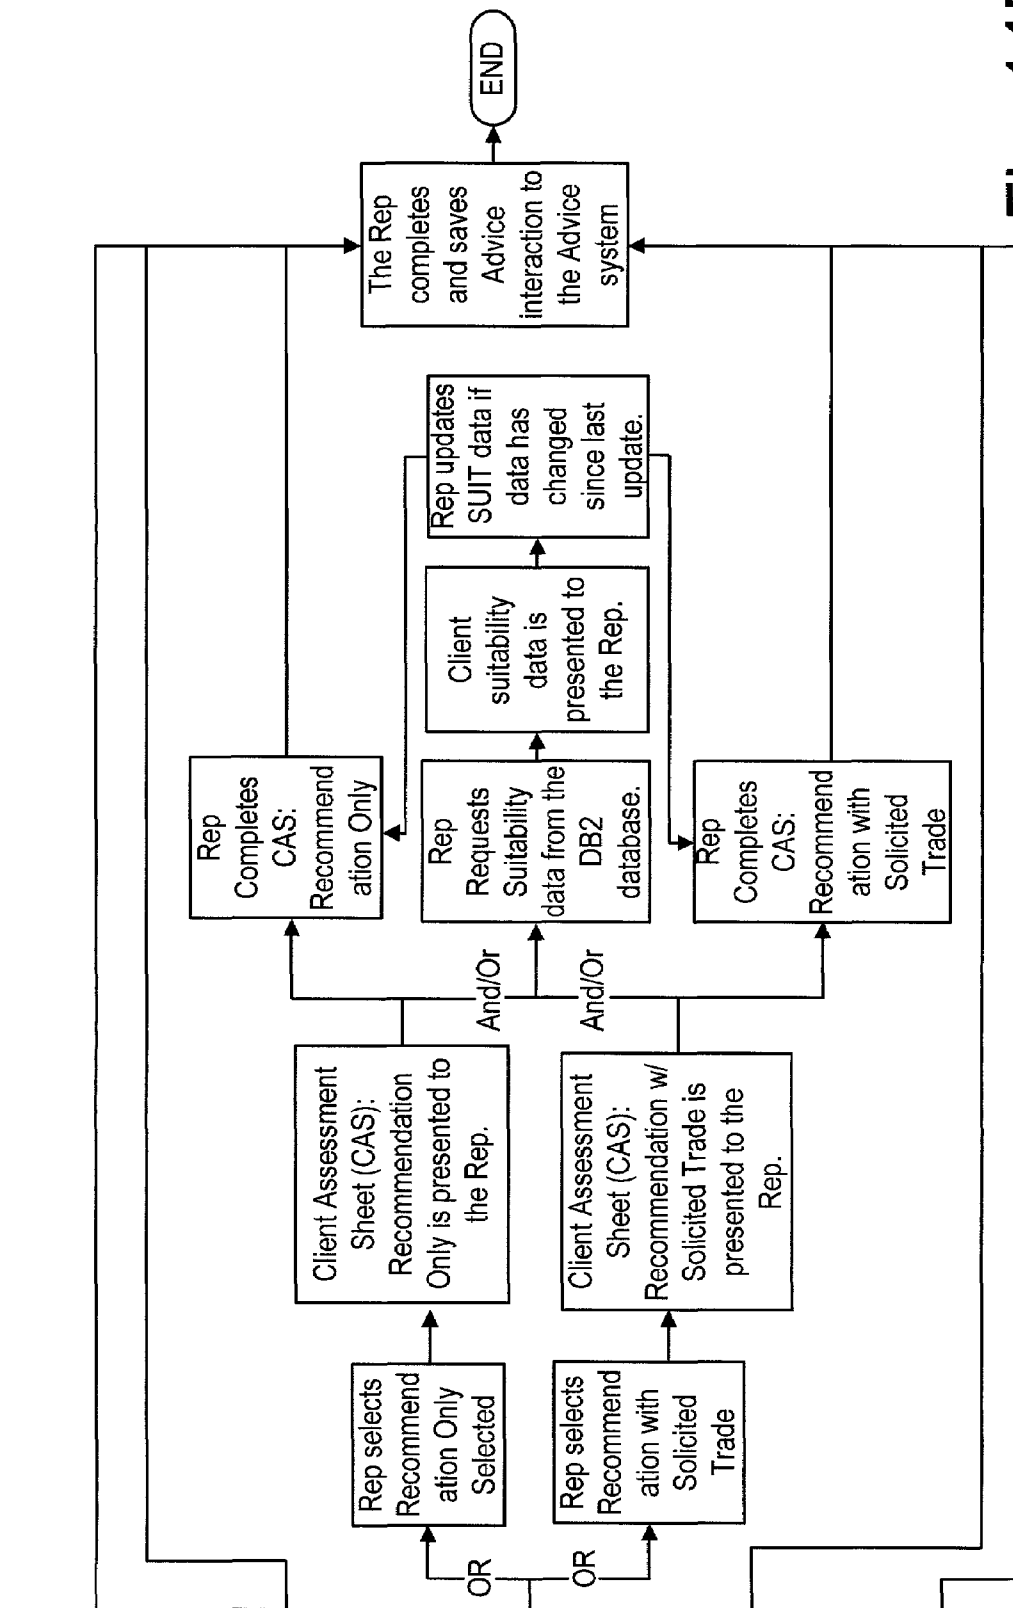 END
The Rep
completes
and saves
Advice
interaction to
the Advice
system
Rep updates
SUIT data if
data has
changed
since last
update.
Client
suitability
data is
presented to
the Rep.
Rep
Completes
CAS:
Recommend
ation Only
Rep
Requests
Suitability
data from the
DB2
database.
Rep
Completes
CAS:
Recommend
ation with
Solicited
Trade
And/Or
And/Or
Client Assessment
Sheet (CAS):
Recommendation
Only is presented to
the Rep.
Client Assessment
Sheet (CAS):
Recommendation w/
Solicited Trade is
presented to the
Rep.
Rep selects
Recommend
ation Only
Selected
Rep selects
Recommend
ation with
Solicited
Trade
OR
OR